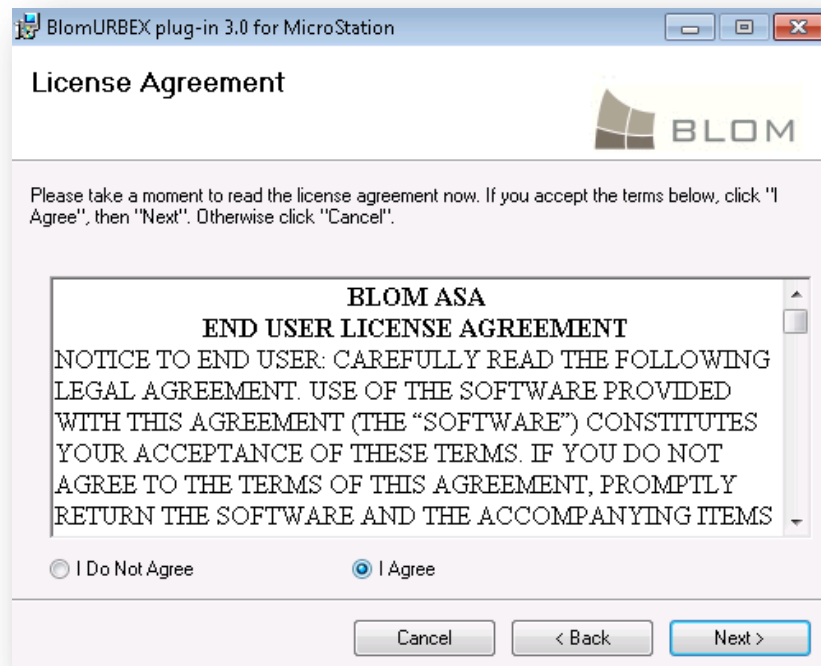 BlomURBEX plug-in 3.0 for MicroStation
License Agreement
BLOM
Please take a moment to read the license agreement now. If you accept the terms below, click "I
Agree", then "Next". Otherwise click "Cancel".
BLOM ASA
END USER LICENSE AGREEMENT
NOTICE TO END USER: CAREFULLY READ THE FOLLOWING
LEGAL AGREEMENT. USE OF THE SOFTWARE PROVIDED
WITH THIS AGREEMENT (THE “SOFTWARE”) CONSTITUTES
YOUR ACCEPTANCE OF THESE TERMS. IF YOU DO NOT
AGREE TO THE TERMS OF THIS AGREEMENT, PROMPTLY
RETURN THE SOFTWARE AND THE ACCOMPANYING ITEMS
I Do Not Agree
I Agree
Cancel
< Back
Next >